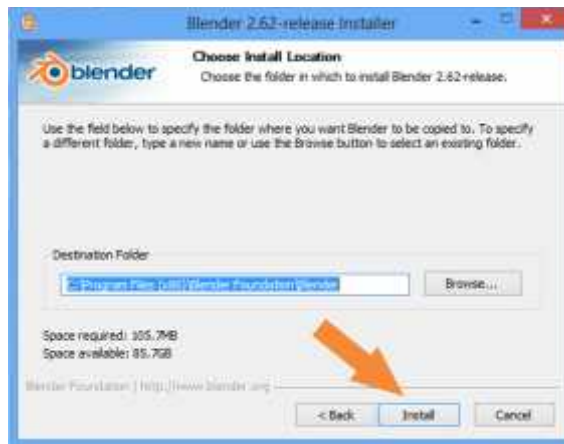 Blender 2.62-release Installer
blender
Choose Install Location
Choose the folder in which to install Blender 2.62-release.
Use the field below to specify the folder where you want Blender to be copied to. To specify
a different folder, type a new name or use the Browse button to select an existing folder.
Destination Folder
C:\Program Files (x86)\Blender Foundation\Blender
Browse...
Space required: 105.7MB
Space available: 85.7GB
Blender Foundation | http://www.blender.org
< Back
Install
Cancel